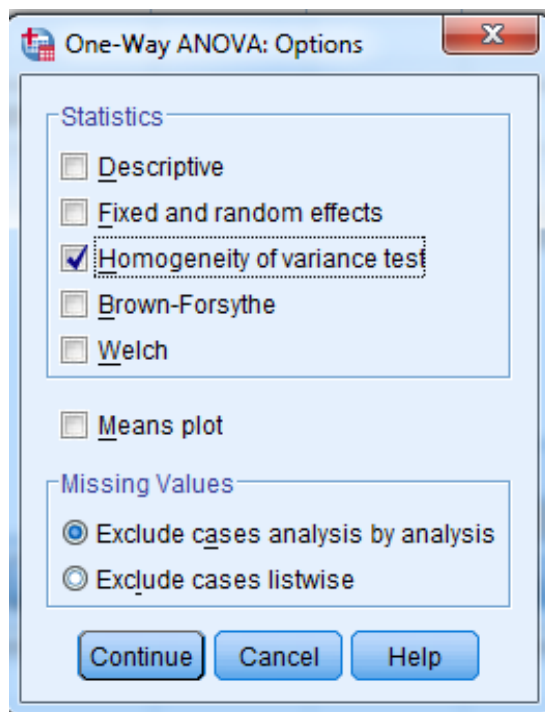 One-Way ANOVA: Options
Statistics
Descriptive
Fixed and random effects
Homogeneity of variance test
Brown-Forsythe
Welch
Means plot
Missing Values
Exclude cases analysis by analysis
Exclude cases listwise
Continue Cancel Help